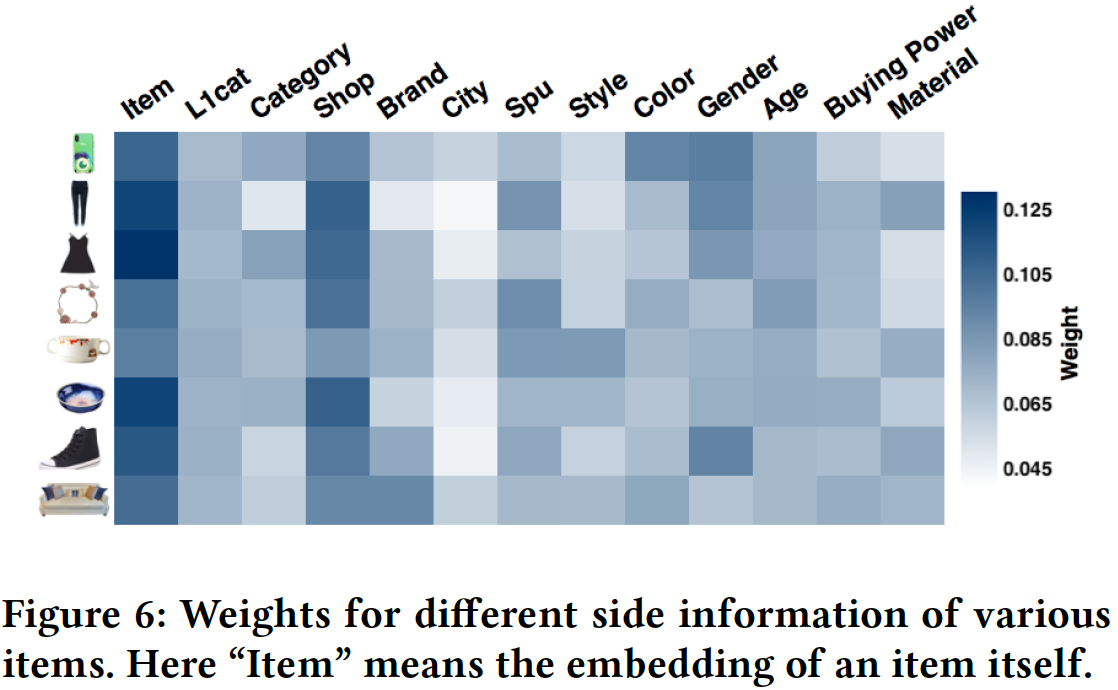 Item
L1cat
Category
Shop
Brand
City
Spu
Style
Color
Gender
Age
Buying Power
Material
0.125
0.105
0.085
0.065
0.045
Weight
Figure 6: Weights for different side information of various
items. Here “Item” means the embedding of an item itself.